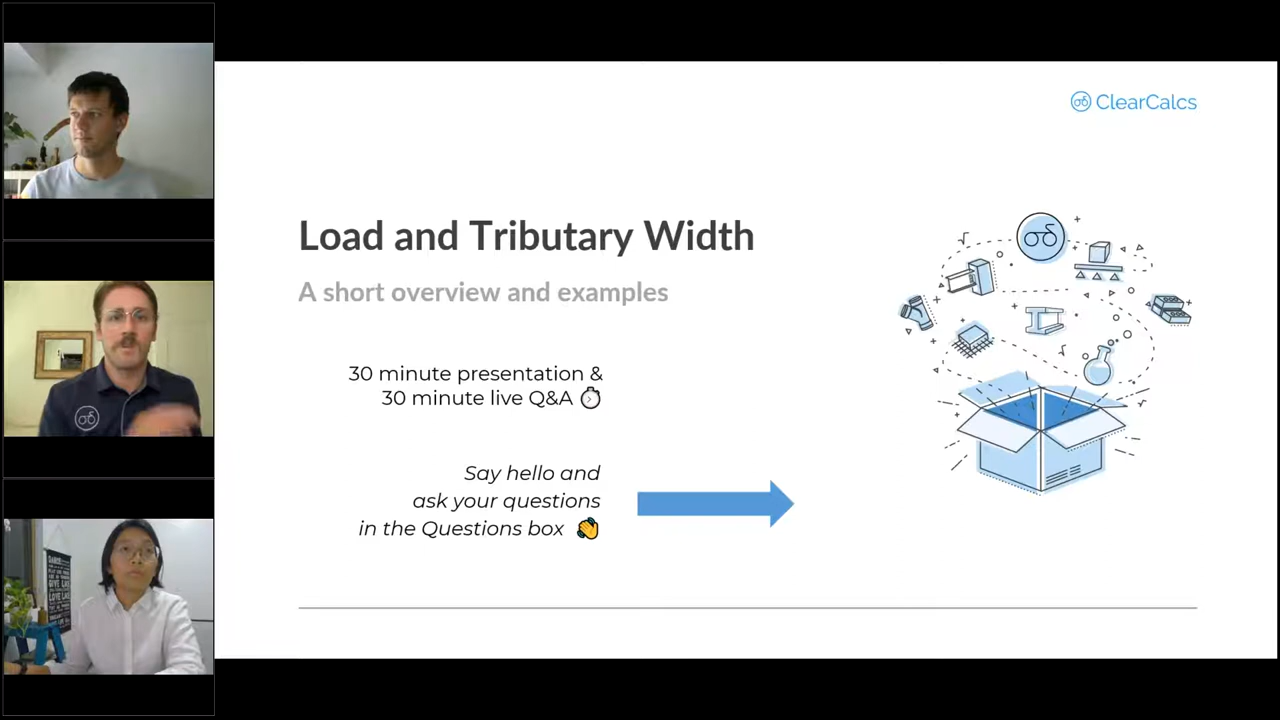 ClearCalcs
Load and Tributary Width
A short overview and examples
30 minute presentation &
30 minute live Q&A
Say hello and
ask your questions
in the Questions box